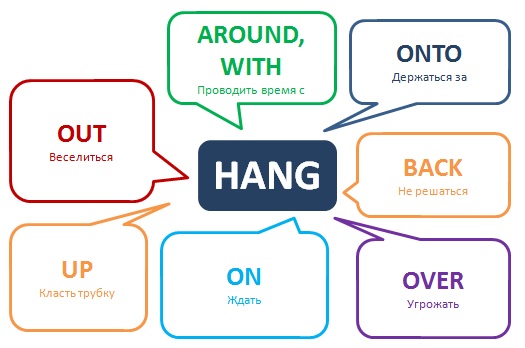 AROUND,
WITH
Проводить время с
ONTO
Держаться за
OUT
Веселиться
HANG
BACK
Не решаться
UP
Класть трубку
ON
Ждать
OVER
Угрожать